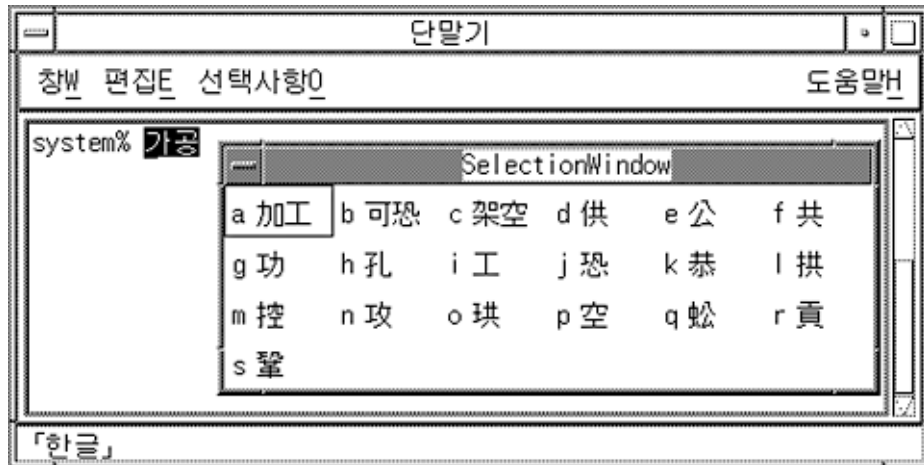 단말기
창W 편집E 선택사항O 도움말H
system% 가공
SelectionWindow
a 加工 b 可恐 c 架空 d 供 e 公 f 共
g 功 h 孔 i 工 j 恐 k 恭 l 拱
m 控 n 攻 o 珙 p 空 q 蚣 r 貢
s 鞏
「한글」